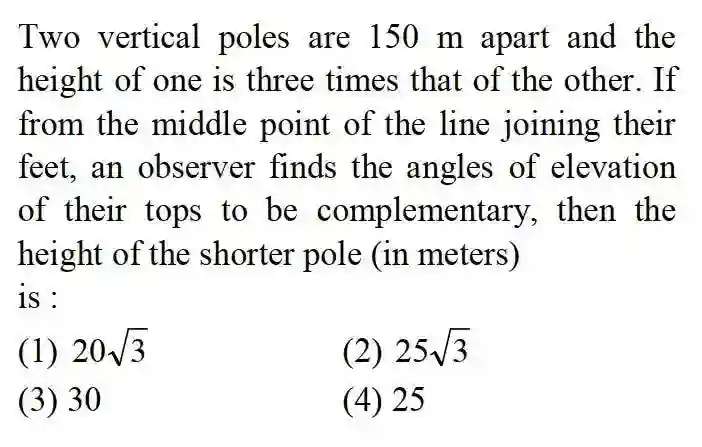 Two vertical poles are 150 m apart and the
height of one is three times that of the other. If
from the middle point of the line joining their
feet, an observer finds the angles of elevation
of their tops to be complementary, then the
height of the shorter pole (in meters)
is :
(1) 20√3 (2) 25√3
(3) 30 (4) 25